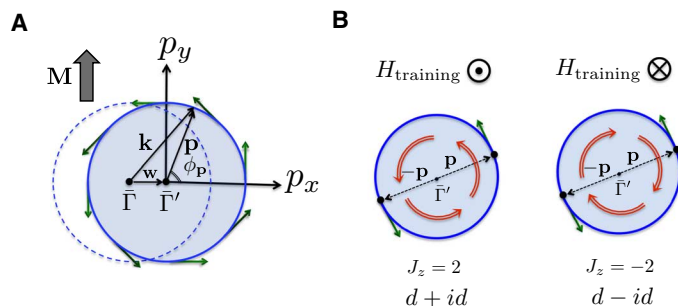 A
M
p_y
k
p
w
ϕ_p
p_x
Γ̄
Γ̄′
B
H_training ⊙
p
−p
Γ̄′
J_z = 2
d + id
H_training ⊗
p
−p
Γ̄′
J_z = −2
d − id